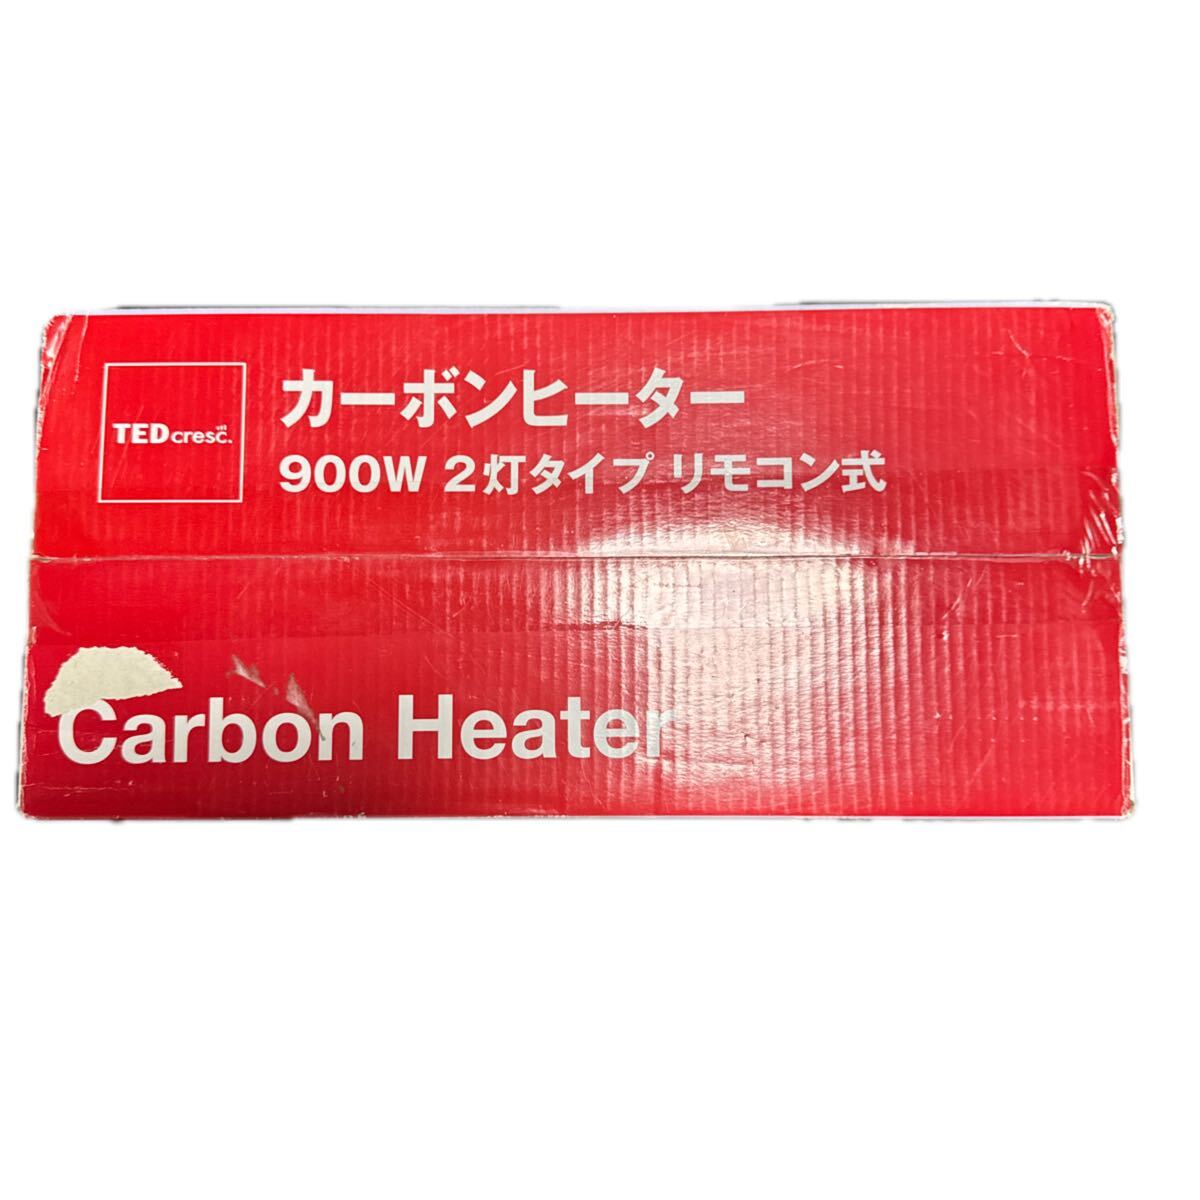 TEDcresc.
カーボンヒーター
900W 2灯タイプ リモコン式
Carbon Heater